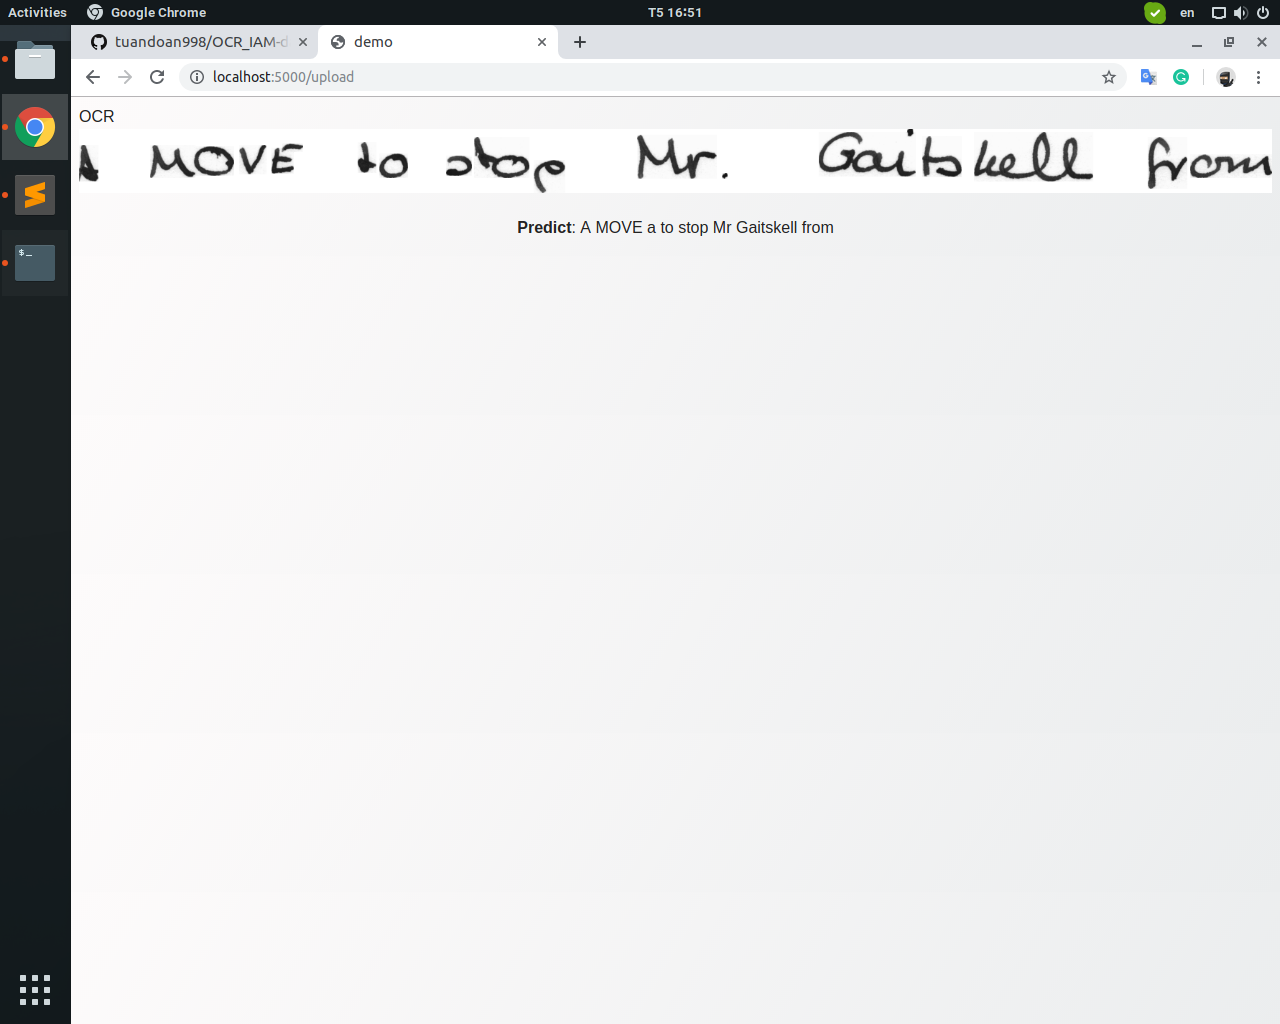 Activities Google Chrome T5 16:51 en
tuandoan998/OCR_IAM-d demo
localhost:5000/upload
OCR
A MOVE to stop Mr. Gaitskell from
Predict: A MOVE a to stop Mr Gaitskell from
$_